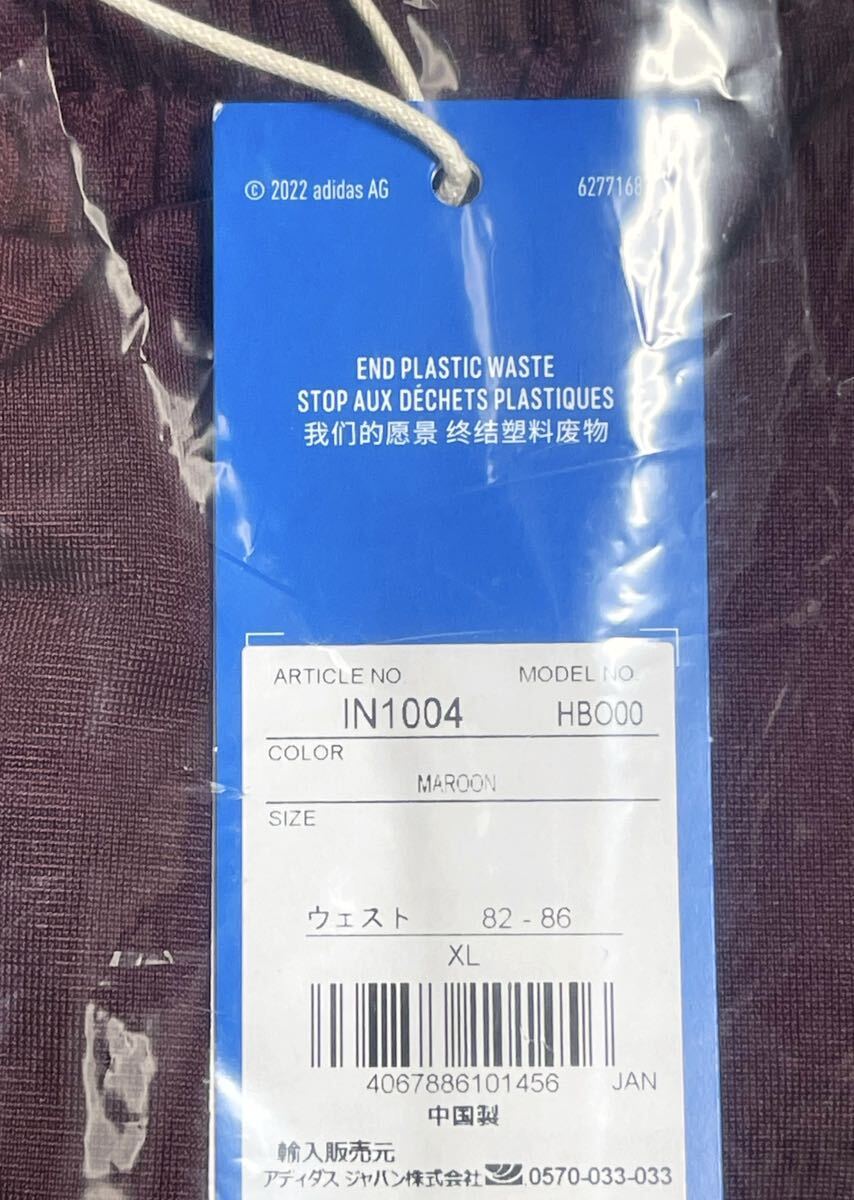 © 2022 adidas AG 6277168
END PLASTIC WASTE
STOP AUX DÉCHETS PLASTIQUES
我们的愿景 终结塑料废物
ARTICLE NO. MODEL NO.
IN1004 HBO00
COLOR
MAROON
SIZE
ウェスト 82 - 86
XL
4067886101456 JAN
中国製
輸入販売元
アディダス ジャパン株式会社 0570-033-033